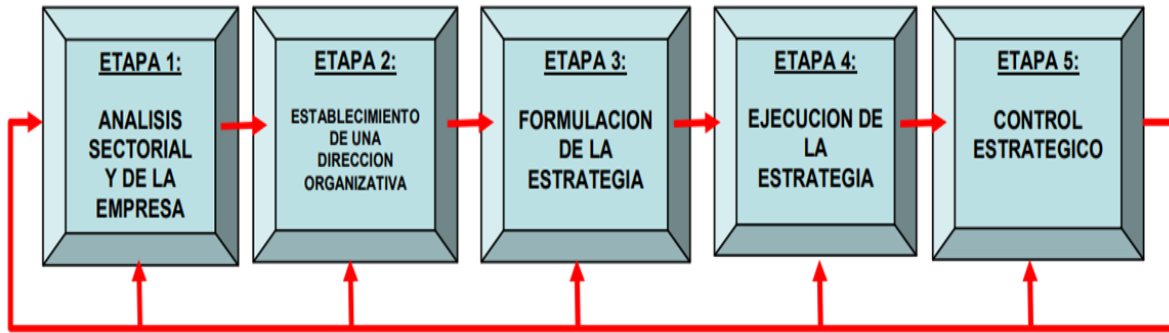 ETAPA 1:
ANALISIS
SECTORIAL
Y DE LA
EMPRESA
ETAPA 2:
ESTABLECIMIENTO
DE UNA
DIRECCION
ORGANIZATIVA
ETAPA 3:
FORMULACION
DE LA
ESTRATEGIA
ETAPA 4:
EJECUCION DE
LA
ESTRATEGIA
ETAPA 5:
CONTROL
ESTRATEGICO